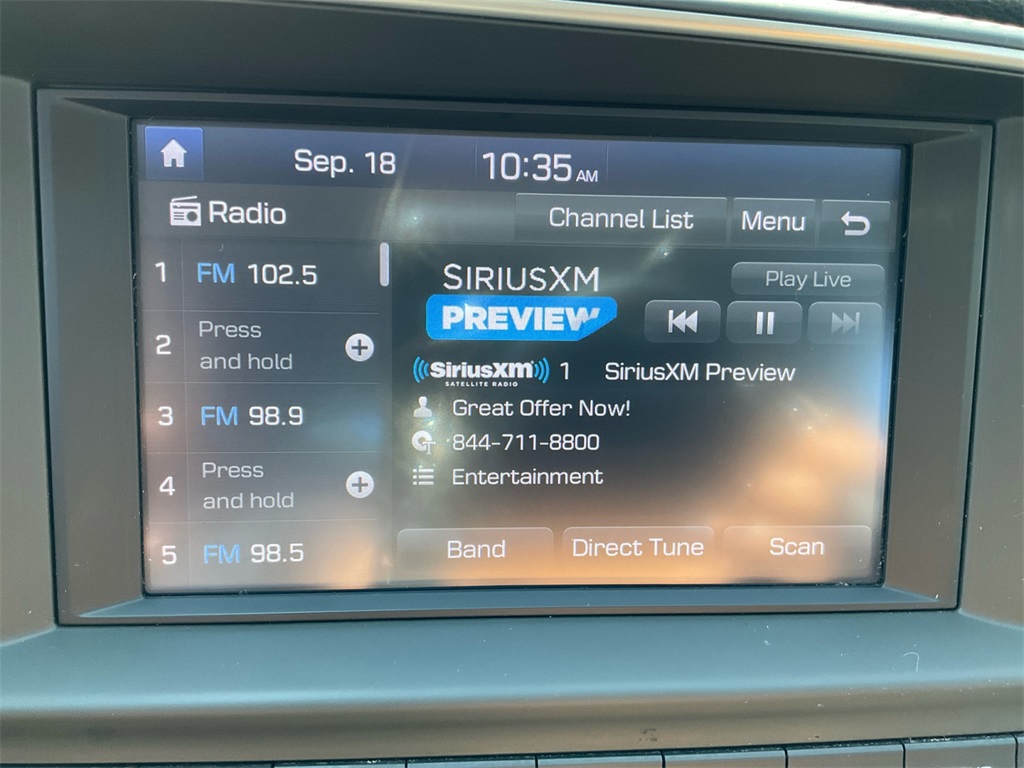 Sep. 18 10:35 AM
Radio
Channel List Menu
1 FM 102.5
2 Press and hold
3 FM 98.9
4 Press and hold
5 FM 98.5
SIRIUSXM
PREVIEW
Play Live
SiriusXM 1 SiriusXM Preview
SATELLITE RADIO
Great Offer Now!
844-711-8800
Entertainment
Band Direct Tune Scan